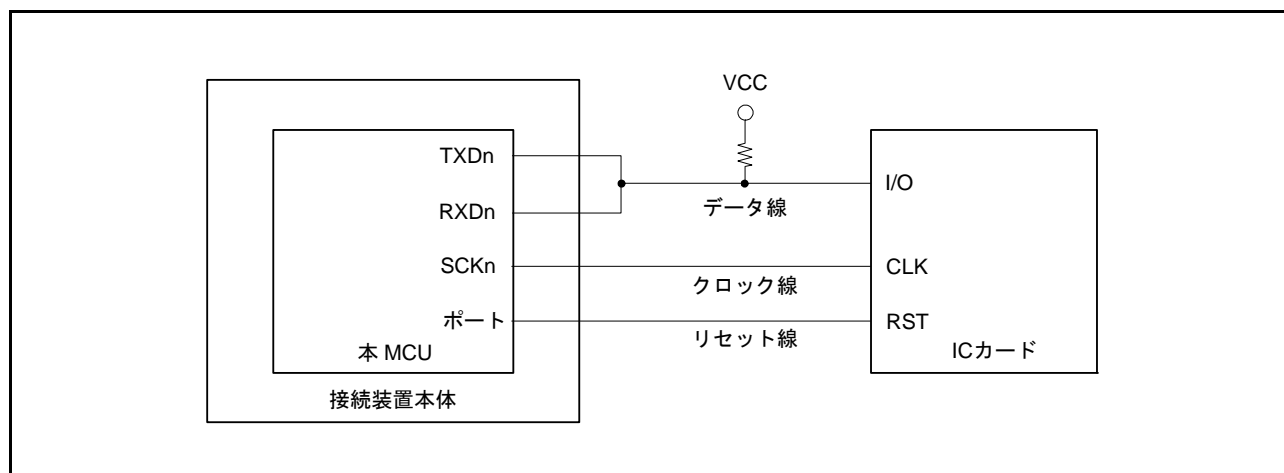 VCC
TXDn
I/O
データ線
RXDn
SCKn
CLK
クロック線
ポート
RST
リセット線
本 MCU
ICカード
接続装置本体